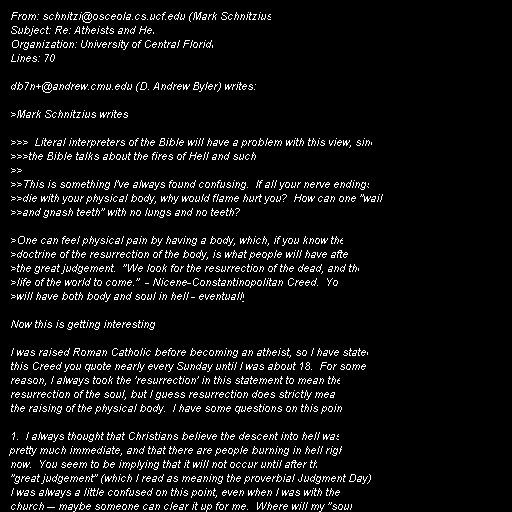 From: schnitzi@osceola.cs.ucf.edu (Mark Schnitzius
Subject: Re: Atheists and He
Organization: University of Central Florid
Lines: 70
db7n+@andrew.cmu.edu (D. Andrew Byler) writes:
>Mark Schnitzius writes
>>>  Literal interpreters of the Bible will have a problem with this view, sin
>>>the Bible talks about the fires of Hell and such
>>
>>This is something I've always found confusing.  If all your nerve endings
>>die with your physical body, why would flame hurt you?  How can one "wail
>>and gnash teeth" with no lungs and no teeth?
>One can feel physical pain by having a body, which, if you know the
>doctrine of the resurrection of the body, is what people will have afte
>the great judgement.  "We look for the resurrection of the dead, and th
>life of the world to come."  - Nicene-Constantinopolitan Creed.  Yo
>will have both body and soul in hell - eventually
Now this is getting interesting
I was raised Roman Catholic before becoming an atheist, so I have state
this Creed you quote nearly every Sunday until I was about 18.  For some
reason, I always took the 'resurrection' in this statement to mean the
resurrection of the soul, but I guess resurrection does strictly mea
the raising of the physical body.  I have some questions on this poin
1.  I always thought that Christians believe the descent into hell was
pretty much immediate, and that there are people burning in hell righ
now.  You seem to be implying that it will not occur until after th
"great judgement" (which I read as meaning the proverbial Judgment Day)
I was always a little confused on this point, even when I was with the
church -- maybe someone can clear it up for me.  Where will my "soul